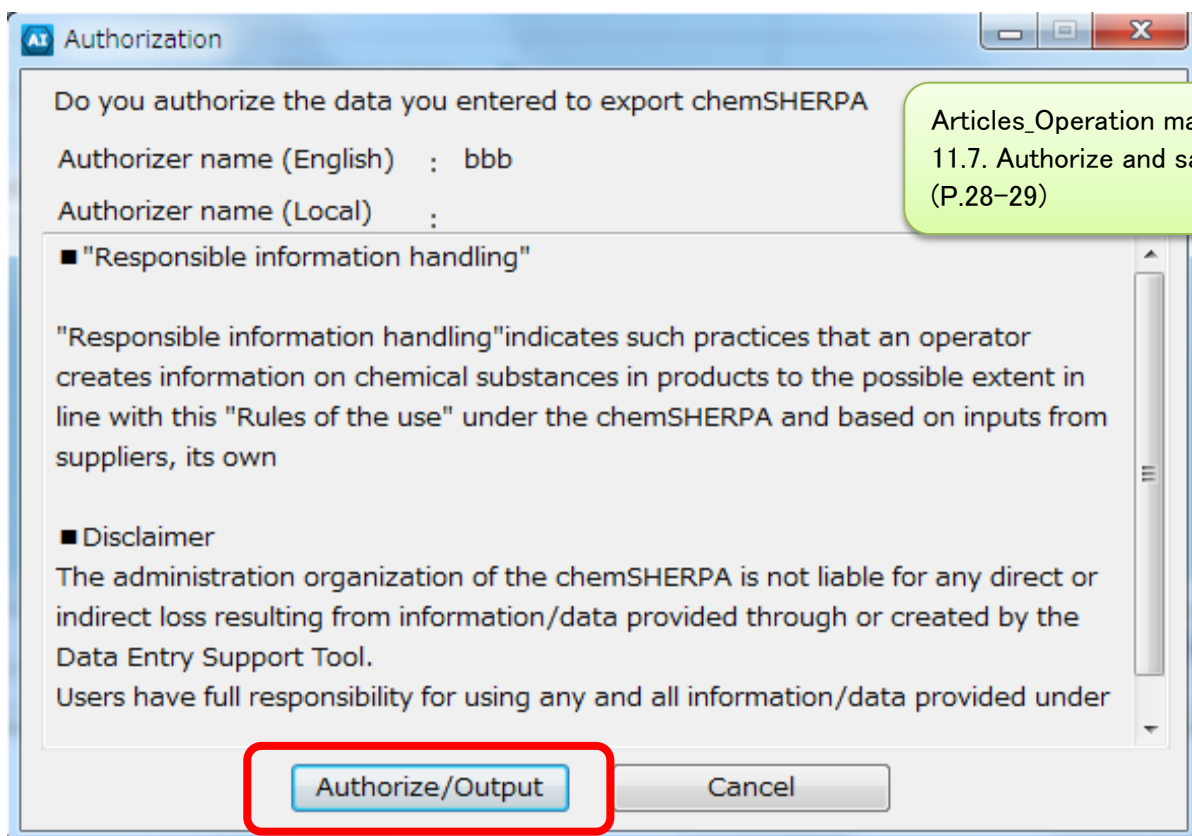 AI Authorization
Do you authorize the data you entered to export chemSHERPA
Authorizer name (English) : bbb
Authorizer name (Local) :
Articles_Operation
11.7. Authorize and
(P.28-29)
■"Responsible information handling"
"Responsible information handling"indicates such practices that an operator
creates information on chemical substances in products to the possible extent in
line with this "Rules of the use" under the chemSHERPA and based on inputs from
suppliers, its own
■Disclaimer
The administration organization of the chemSHERPA is not liable for any direct or
indirect loss resulting from information/data provided through or created by the
Data Entry Support Tool.
Users have full responsibility for using any and all information/data provided under
Authorize/Output
Cancel